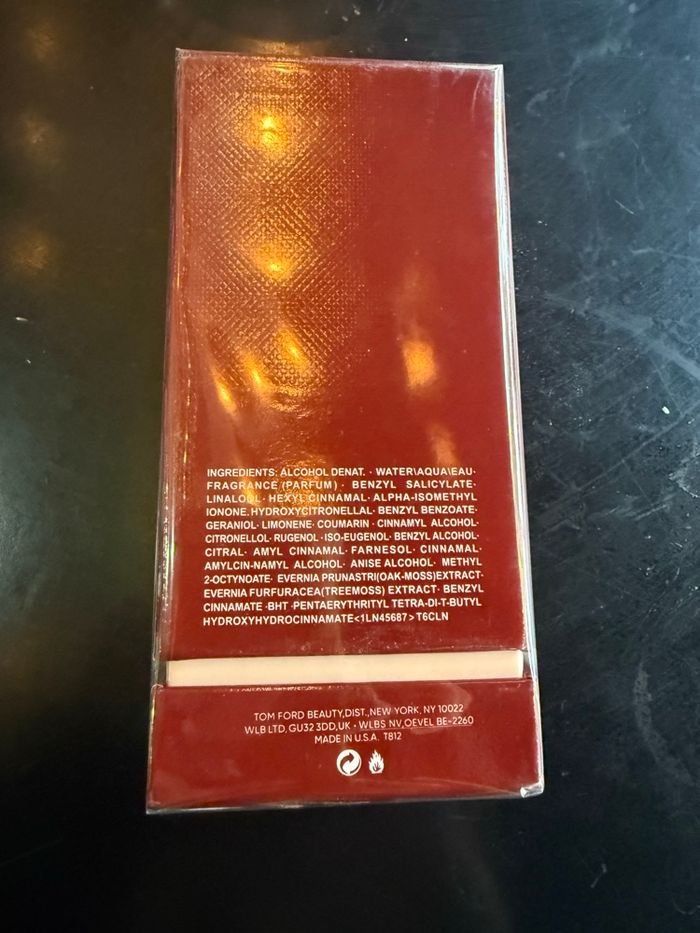 INGREDIENTS: ALCOHOL DENAT. · WATER\AQUA\EAU·
FRAGRANCE (PARFUM) · BENZYL SALICYLATE·
LINALOOL · HEXYL CINNAMAL · ALPHA-ISOMETHYL
IONONE. HYDROXYCITRONELLAL· BENZYL BENZOATE·
GERANIOL · LIMONENE · COUMARIN · CINNAMYL ALCOHOL·
CITRONELLOL · RUGENOL · ISO-EUGENOL · BENZYL ALCOHOL·
CITRAL · AMYL CINNAMAL · FARNESOL · CINNAMAL·
AMYLCIN-NAMYL ALCOHOL · ANISE ALCOHOL · METHYL
2-OCTYNOATE · EVERNIA PRUNASTRI(OAK-MOSS)EXTRACT·
EVERNIA FURFURACEA(TREEMOSS) EXTRACT · BENZYL
CINNAMATE ·BHT ·PENTAERYTHRITYL TETRA-DI-T-BUTYL
HYDROXYHYDROCINNAMATE<1LN45687> T6CLN
TOM FORD BEAUTY,DIST.,NEW YORK, NY 10022
WLB LTD, GU32 3DD,UK • WLBS NV,OEVEL BE-2260
MADE IN U.S.A. T812